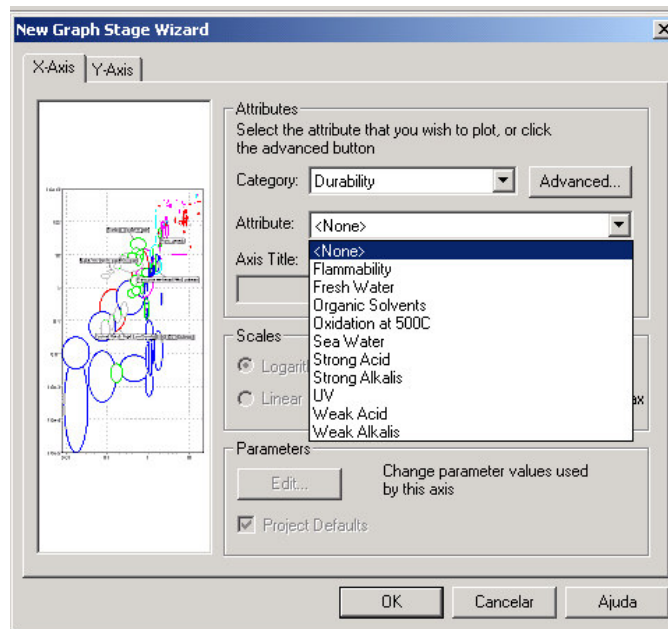 New Graph Stage Wizard
X-Axis
Y-Axis
Attributes
Select the attribute that you wish to plot, or click
the advanced button
Category:
Durability
Advanced...
Attribute:
<None>
<None>
Flammability
Fresh Water
Organic Solvents
Oxidation at 500C
Sea Water
Strong Acid
Strong Alkalis
UV
Weak Acid
Weak Alkalis
Axis Title:
Scales
Logarit
Linear
ax
Parameters
Edit...
Change parameter values used
by this axis
Project Defaults
OK
Cancelar
Ajuda